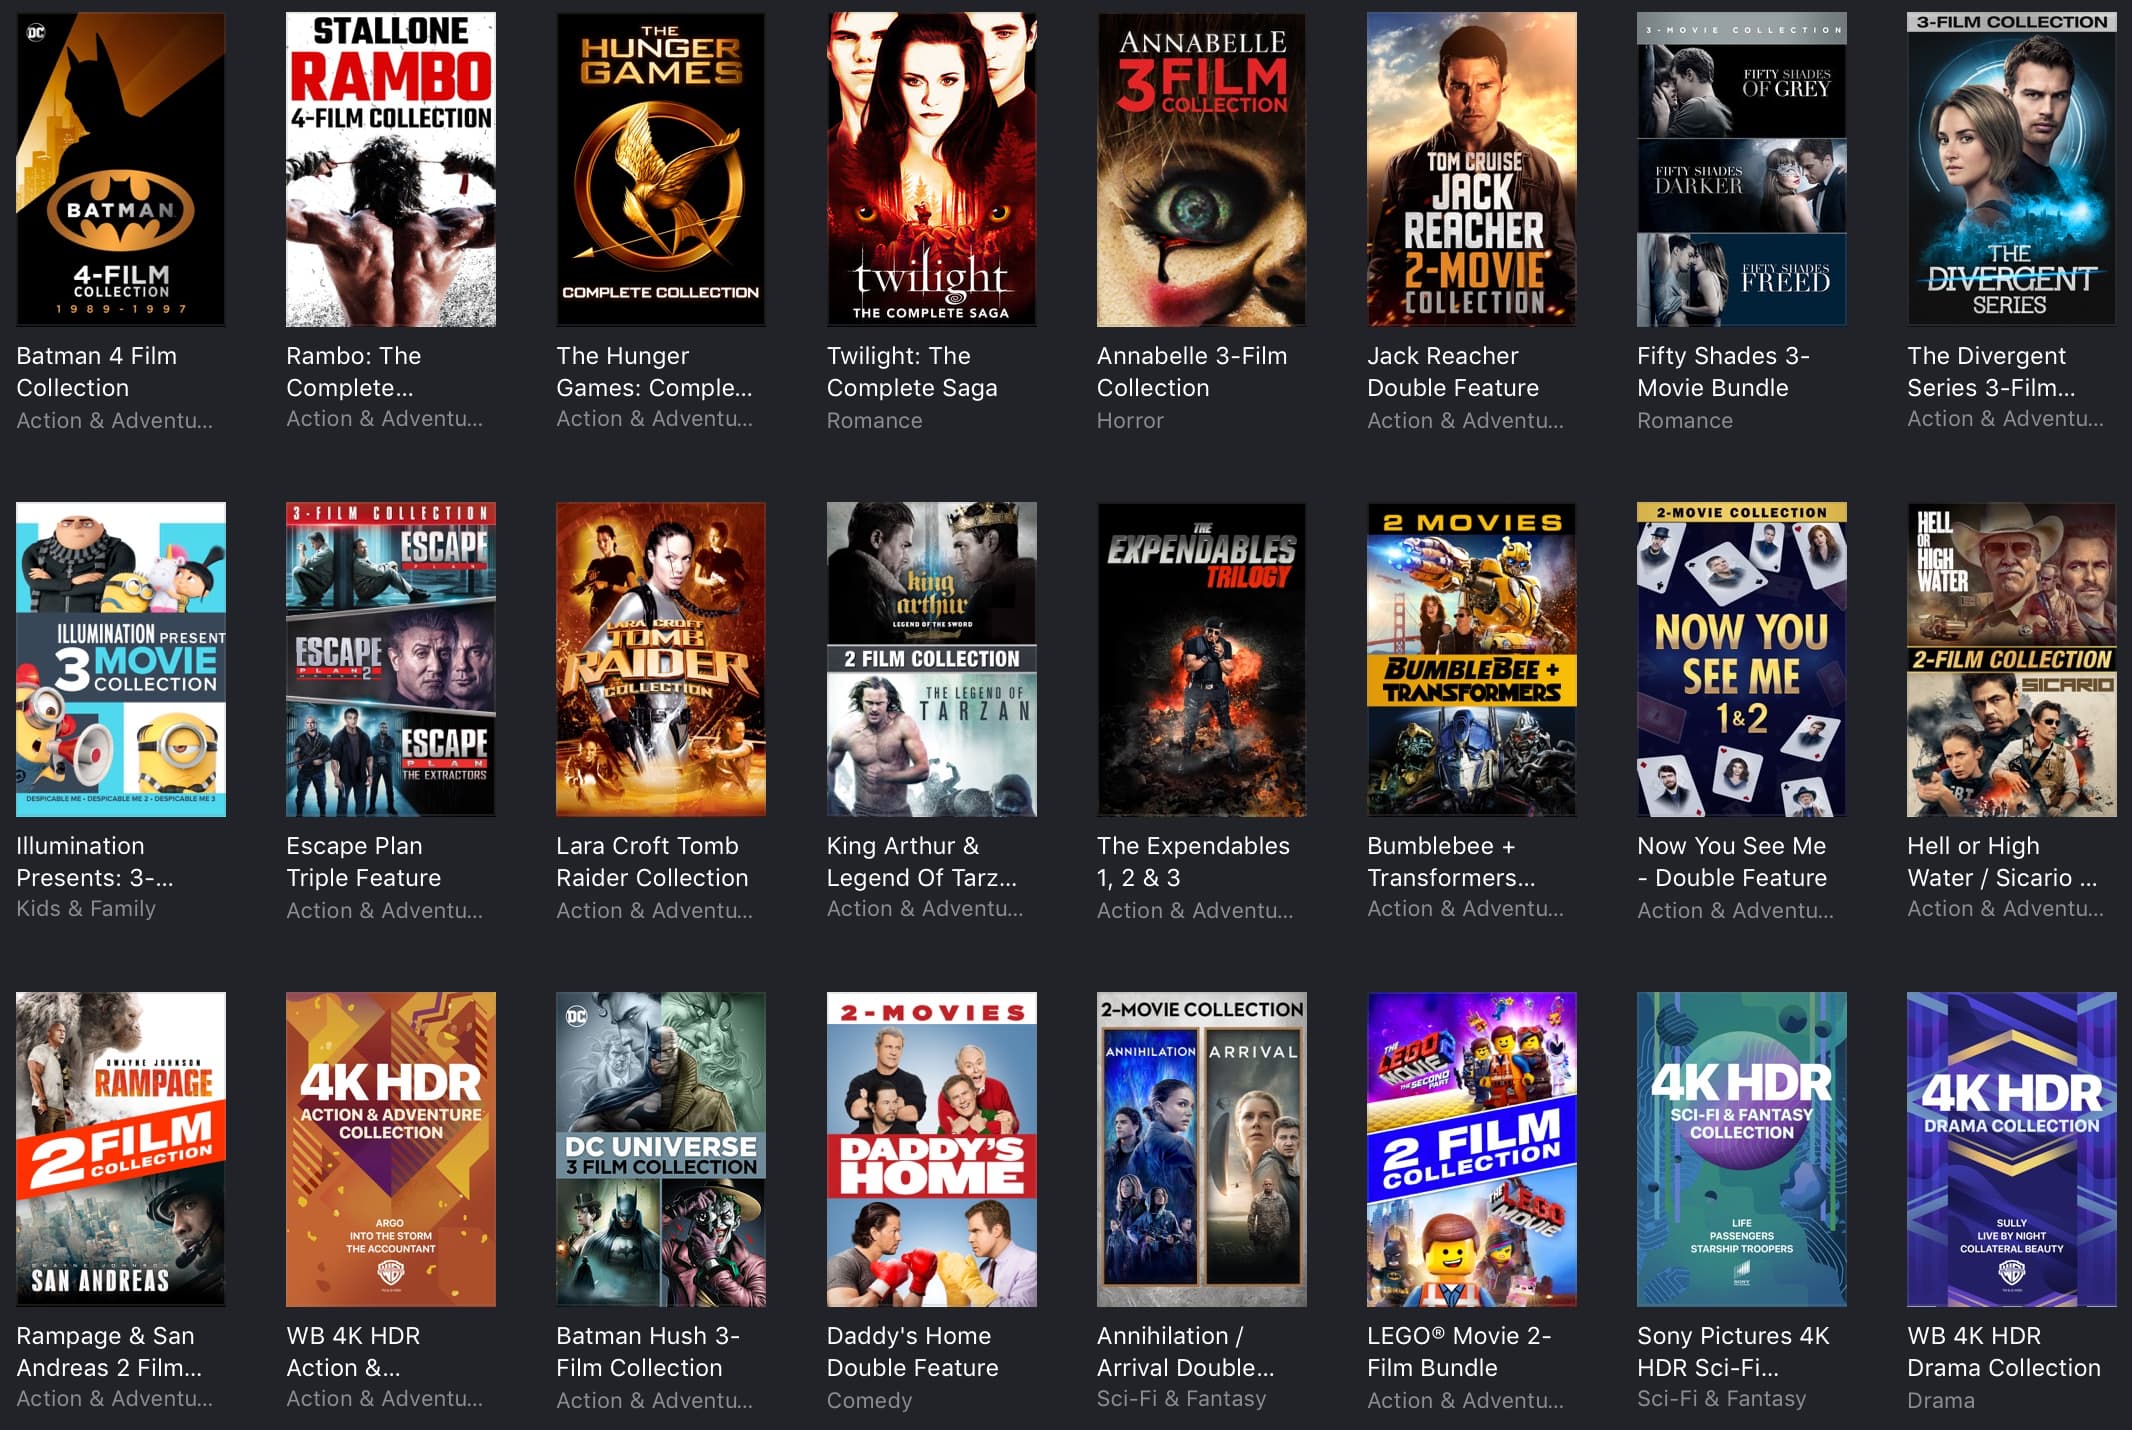 DC
BATMAN
4-FILM
COLLECTION
1989-1997
Batman 4 Film
Collection
Action & Adventu...
STALLONE
RAMBO
4-FILM COLLECTION
Rambo: The
Complete...
Action & Adventu...
THE
HUNGER
GAMES
COMPLETE COLLECTION
The Hunger
Games: Comple...
Action & Adventu...
twilight
THE COMPLETE SAGA
Twilight: The
Complete Saga
Romance
ANNABELLE
3 FILM
COLLECTION
Annabelle 3-Film
Collection
Horror
TOM CRUISE
JACK
REACHER
2-MOVIE
COLLECTION
Jack Reacher
Double Feature
Action & Adventu...
3-MOVIE COLLECTION
FIFTY SHADES
OF GREY
FIFTY SHADES
DARKER
FIFTY SHADES
FREED
Fifty Shades 3-
Movie Bundle
Romance
3-FILM COLLECTION
THE
DIVERGENT
SERIES
The Divergent
Series 3-Film...
Action & Adventu...
ILLUMINATION PRESENT
3 MOVIE
COLLECTION
DESPICABLE ME • DESPICABLE ME 2 • DESPICABLE ME 3
Illumination
Presents: 3-...
Kids & Family
3-FILM COLLECTION
ESCAPE
PLAN
ESCAPE
PLAN 2
ESCAPE
PLAN
THE EXTRACTORS
Escape Plan
Triple Feature
Action & Adventu...
LARA CROFT
TOMB
RAIDER
COLLECTION
Lara Croft Tomb
Raider Collection
Action & Adventu...
king
arthur
LEGEND OF THE SWORD
2 FILM COLLECTION
THE LEGEND OF
TARZAN
King Arthur &
Legend Of Tarz...
Action & Adventu...
THE
EXPENDABLES
TRILOGY
The Expendables
1, 2 & 3
Action & Adventu...
2 MOVIES
BUMBLEBEE +
TRANSFORMERS
Bumblebee +
Transformers...
Action & Adventu...
2-MOVIE COLLECTION
NOW YOU
SEE ME
1&2
Now You See Me
- Double Feature
Action & Adventu...
HELL
OR
HIGH
WATER
2-FILM COLLECTION
SICARIO
Hell or High
Water / Sicario ...
Action & Adventu...
DWAYNE JOHNSON
RAMPAGE
2 FILM
COLLECTION
DWAYNE JOHNSON
SAN ANDREAS
Rampage & San
Andreas 2 Film...
Action & Adventu...
4K HDR
ACTION & ADVENTURE
COLLECTION
ARGO
INTO THE STORM
THE ACCOUNTANT
WB 4K HDR
Action &...
Action & Adventu...
DC
DC UNIVERSE
3 FILM COLLECTION
Batman Hush 3-
Film Collection
Action & Adventu...
2-MOVIES
DADDY'S
HOME
Daddy's Home
Double Feature
Comedy
2-MOVIE COLLECTION
ANNIHILATION
ARRIVAL
Annihilation /
Arrival Double...
Sci-Fi & Fantasy
THE
LEGO
MOVIE 2
THE SECOND
PART
2 FILM
COLLECTION
THE
LEGO
MOVIE
LEGO® Movie 2-
Film Bundle
Action & Adventu...
4K HDR
SCI-FI & FANTASY
COLLECTION
LIFE
PASSENGERS
STARSHIP TROOPERS
SONY
Sony Pictures 4K
HDR Sci-Fi...
Sci-Fi & Fantasy
4K HDR
DRAMA COLLECTION
SULLY
LIVE BY NIGHT
COLLATERAL BEAUTY
WB 4K HDR
Drama Collection
Drama